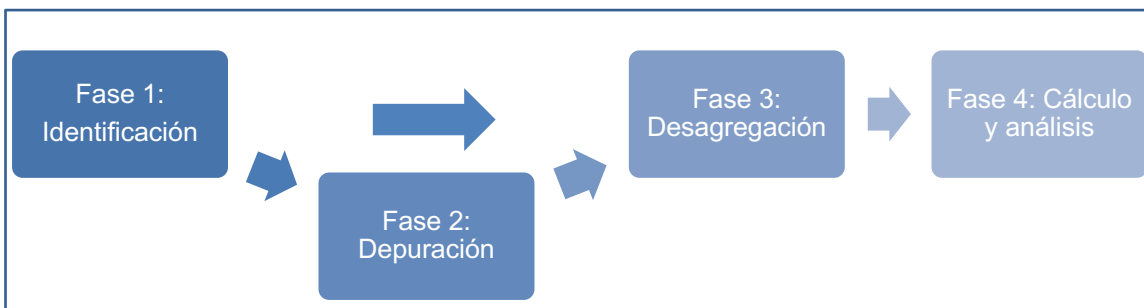 Fase 1:
Identificación
Fase 2:
Depuración
Fase 3:
Desagregación
Fase 4: Cálculo
y análisis